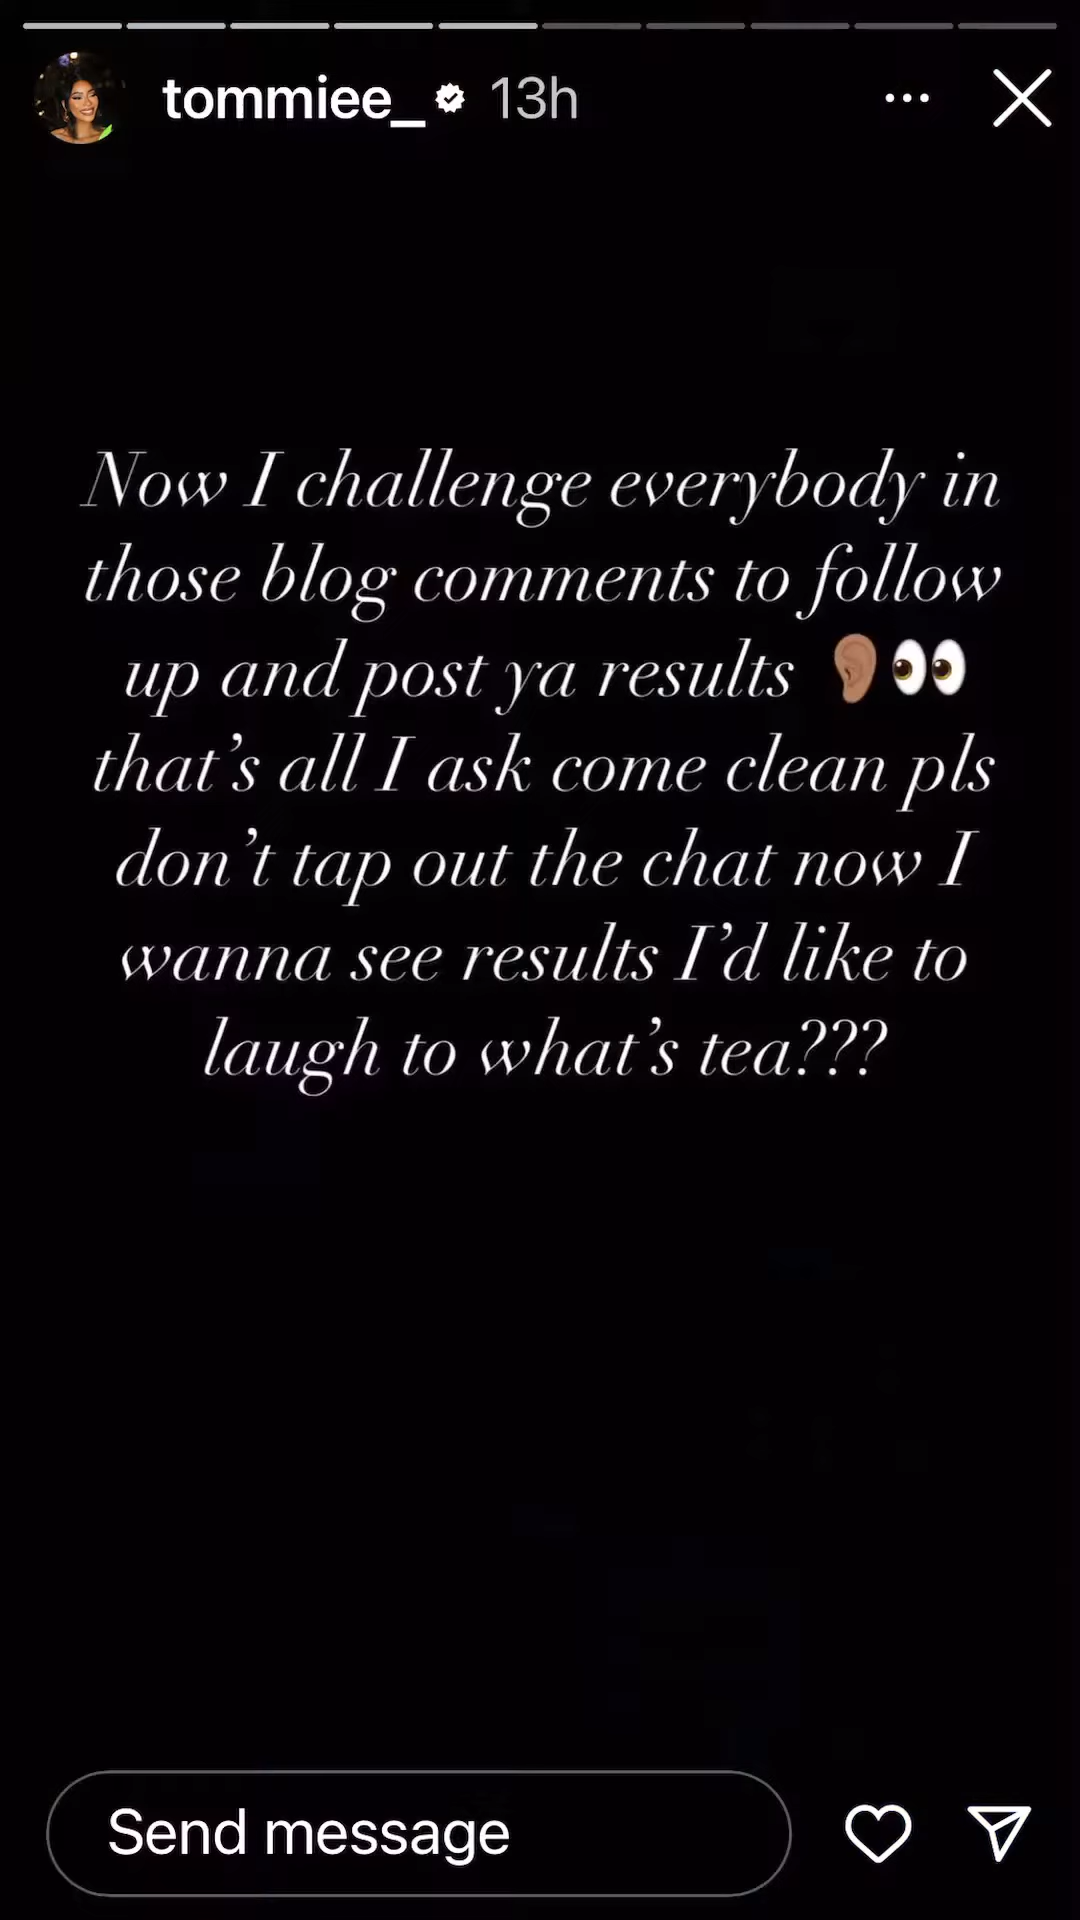 tommiee_ 13h
Now I challenge everybody in
those blog comments to follow
up and post ya results 👂🏽👀
that's all I ask come clean pls
don't tap out the chat now I
wanna see results I'd like to
laugh to what's tea???
Send message